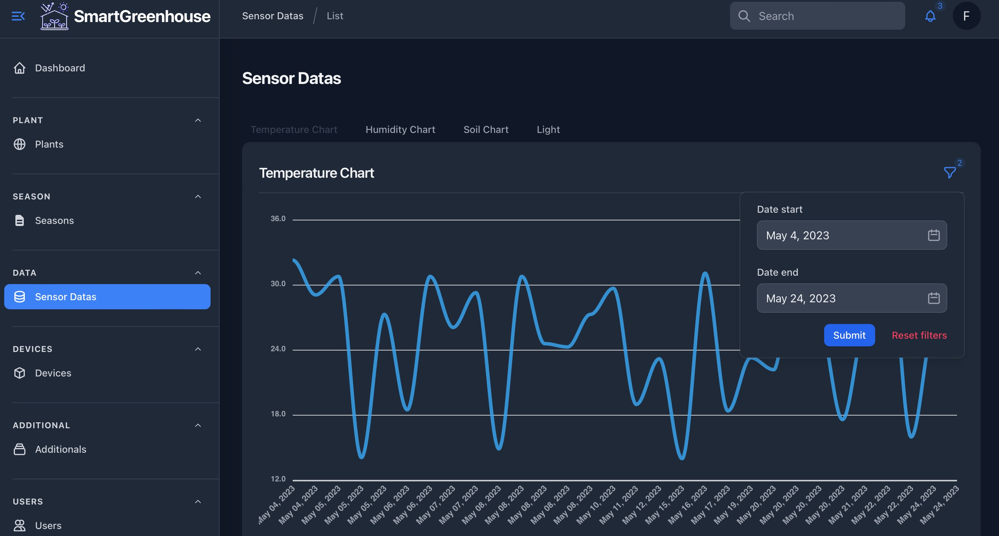 SmartGreenhouse
Sensor Datas / List
Search
3
F
Dashboard
PLANT
Plants
SEASON
Seasons
DATA
Sensor Datas
DEVICES
Devices
ADDITIONAL
Additionals
USERS
Users
Sensor Datas
Temperature Chart Humidity Chart Soil Chart Light
Temperature Chart
2
Date start
May 4, 2023
Date end
May 24, 2023
Submit Reset filters
36.0
30.0
24.0
18.0
12.0
May 04, 2023
May 04, 2023
May 05, 2023
May 05, 2023
May 05, 2023
May 06, 2023
May 06, 2023
May 07, 2023
May 07, 2023
May 08, 2023
May 08, 2023
May 08, 2023
May 08, 2023
May 08, 2023
May 10, 2023
May 11, 2023
May 12, 2023
May 15, 2023
May 16, 2023
May 17, 2023
May 19, 2023
May 20, 2023
May 20, 2023
May 20, 2023
May 20, 2023
May 21, 2023
May 22, 2023
May 22, 2023
May 24, 2023
May 24, 2023